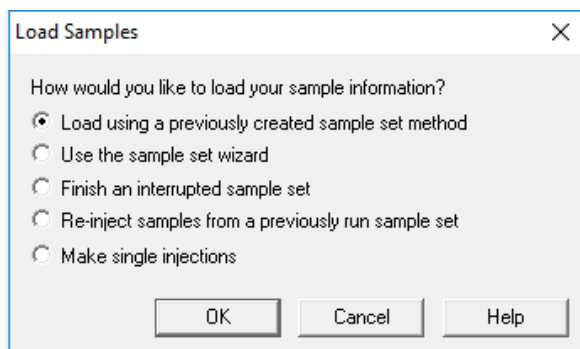 Load Samples
How would you like to load your sample information?
Load using a previously created sample set method
Use the sample set wizard
Finish an interrupted sample set
Re-inject samples from a previously run sample set
Make single injections
OK Cancel Help